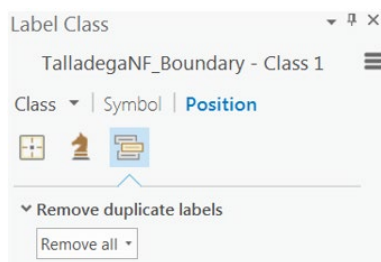 Label Class
TalladegaNF_Boundary - Class 1
Class | Symbol | Position
Remove duplicate labels
Remove all